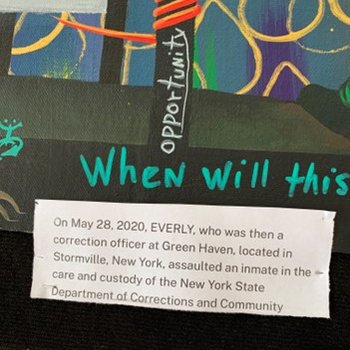 opportunity
When Will this
On May 28, 2020, EVERLY, who was then a
correction officer at Green Haven, located in
Stormville, New York, assaulted an inmate in the
care and custody of the New York State
Department of Corrections and Community